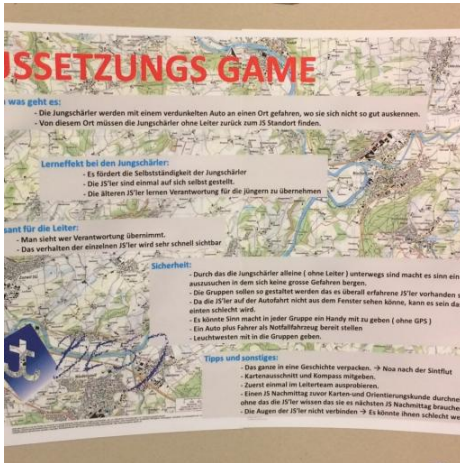 USSETZUNGS GAME
was geht es:
- Die Jungschärler werden mit einem verdunkelten Auto an einen Ort gefahren, wo sie sich nicht so gut auskennen.
- Von diesem Ort müssen die Jungschärler ohne Leiter zurück zum JS Standort finden.
Lerneffekt bei den Jungschärler:
- Es fördert die Selbstständigkeit der Jungschärler
- Die JS'ler sind einmal auf sich selbst gestellt.
- Die älteren JS'ler lernen Verantwortung für die jüngern zu übernehmen
sant für die Leiter:
- Man sieht wer Verantwortung übernimmt.
- Das verhalten der einzelnen JS'ler wird sehr schnell sichtbar
Sicherheit:
- Durch das die Jungschärler alleine ( ohne Leiter ) unterwegs sind macht es sinn ein
auszusuchen in dem sich keine grosse Gefahren bergen.
- Die Gruppen sollen so gestaltet werden das es überall erfahrene JS'ler vorhanden s
- Da die JS'ler auf der Autofahrt nicht aus dem Fenster sehen könne, kann es sein da
einten schlecht wird.
- Es könnte Sinn macht in jeder Gruppe ein Handy mit zu geben ( ohne GPS )
- Ein Auto plus Fahrer als Notfallfahrzeug bereit stellen
- Leuchtwesten mit in die Gruppen geben.
Tipps und sonstiges:
- Das ganze in eine Geschichte verpacken. → Noa nach der Sintflut
- Kartenausschnitt und Kompass mitgeben.
- Zuerst einmal im Leiterteam ausprobieren.
- Einen JS Nachmittag zuvor Karten-und Orientierungskunde durchne
ohne das die JS'ler wissen das sie es nächsten JS Nachmittag brauche
- Die Augen der JS'ler nicht verbinden → Es könnte ihnen schlecht we